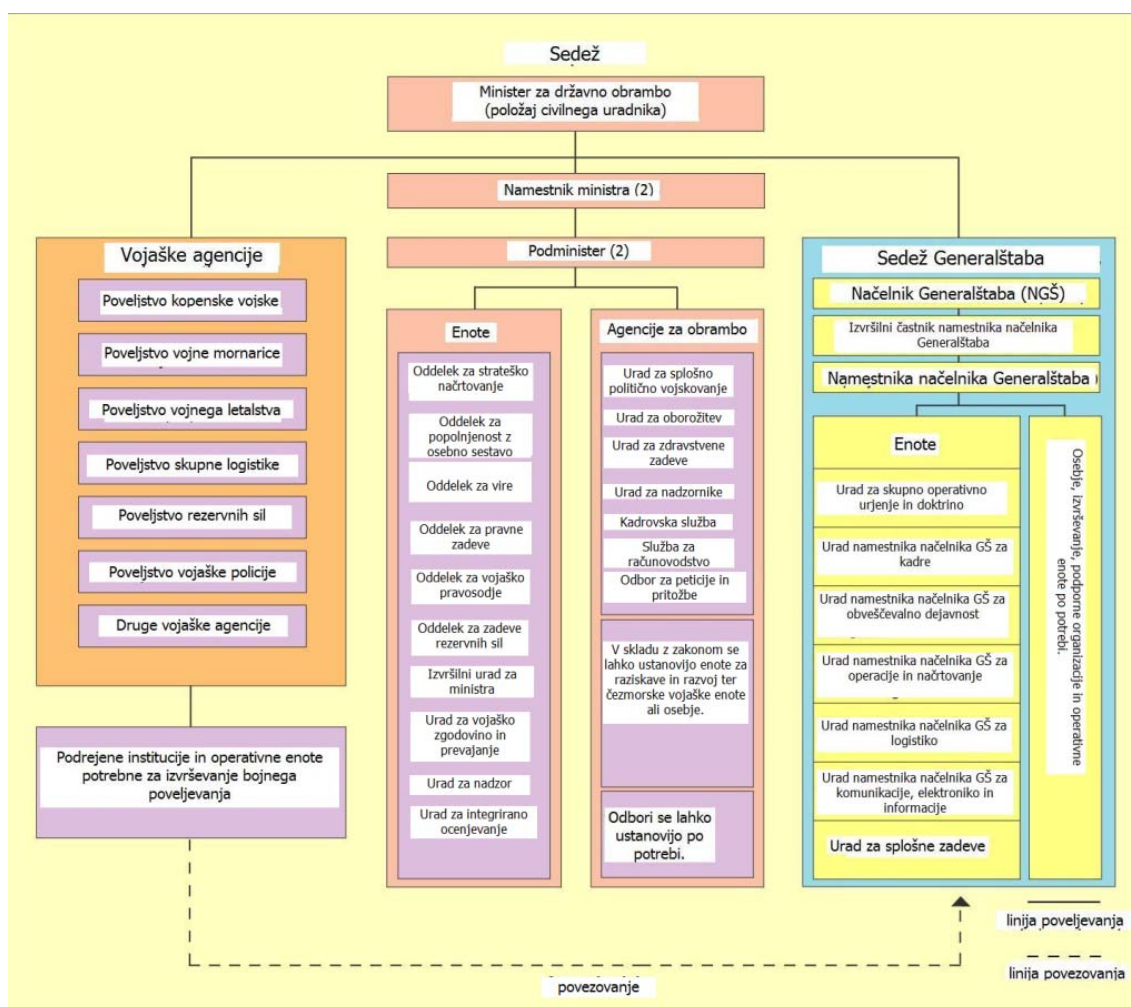 Sedež
Minister za državno obrambo
(položaj civilnega uradnika)
Namestnik ministra (2)
Podminister (2)
Vojaške agencije
Poveljstvo kopenske vojske
Poveljstvo vojne mornarice
Poveljstvo vojnega letalstva
Poveljstvo skupne logistike
Poveljstvo rezervnih sil
Poveljstvo vojaške policije
Druge vojaške agencije
Podrejene institucije in operativne enote
potrebne za izvrševanje bojnega
poveljevanja
Enote
Oddelek za strateško
načrtovanje
Oddelek za
popolnjenost z
osebno sestavo
Oddelek za vire
Oddelek za pravne
zadeve
Oddelek za vojaško
pravosodje
Oddelek za zadeve
rezervnih sil
Izvršilni urad za
ministra
Urad za vojaško
zgodovino in
prevajanje
Urad za nadzor
Urad za integrirano
ocenjevanje
Agencije za obrambo
Urad za splošno
politično vojskovanje
Urad za oborožitev
Urad za zdravstvene
zadeve
Urad za nadzornike
Kadrovska služba
Služba za
računovodstvo
Odbor za peticije in
pritožbe
V skladu z zakonom se
lahko ustanovijo enote za
raziskave in razvoj ter
čezmorske vojaške enote
ali osebje.
Odbori se lahko
ustanovijo po
potrebi.
Sedež Generalštaba
Načelnik Generalštaba (NGŠ)
Izvršilni častnik namestnika načelnika
Generalštaba
Namestnika načelnika Generalštaba )
Enote
Urad za skupno operativno
urjenje in doktrino
Urad namestnika načelnika GŠ za
kadre
Urad namestnika načelnika GŠ za
obveščevalno dejavnost
Urad namestnika načelnika GŠ za
operacije in načrtovanje
Urad namestnika načelnika GŠ za
logistiko
Urad namestnika načelnika GŠ za
komunikacije, elektroniko in
informacije
Urad za splošne zadeve
Osebje, izvrševanje, podporne organizacije in operativne
enote po potrebi.
linija poveljevanja
linija povezovanja
povezovanje